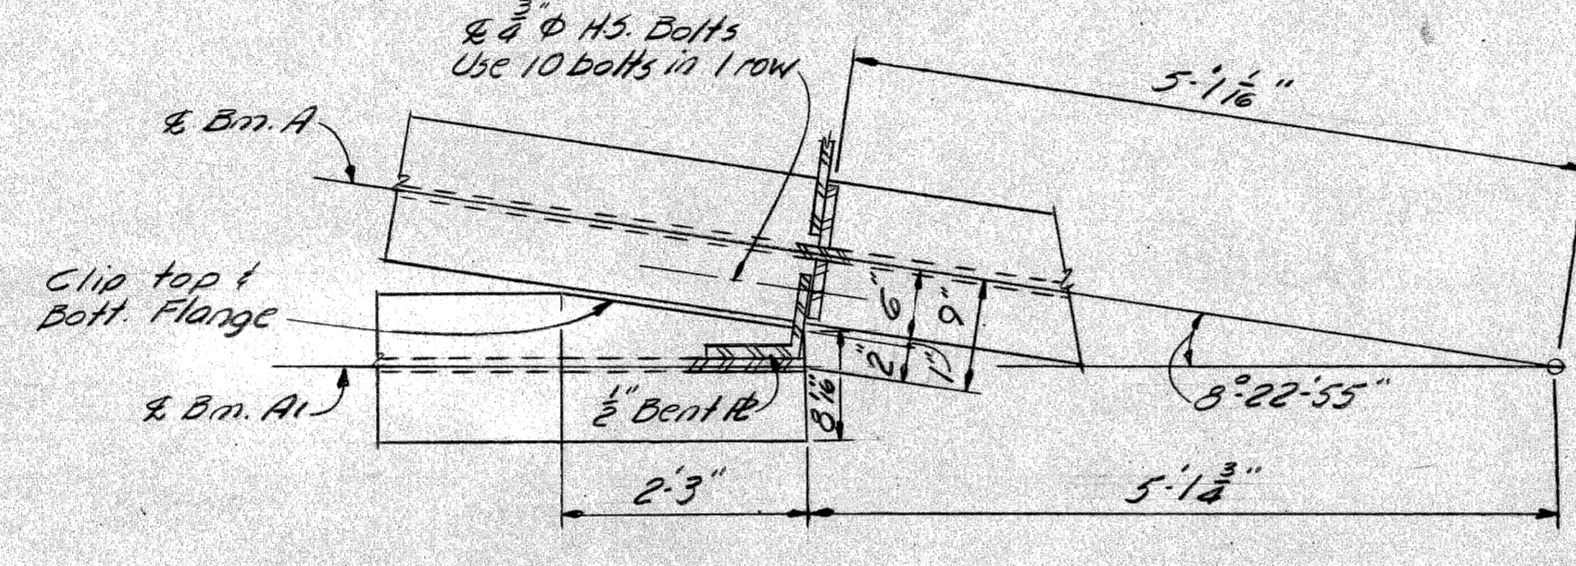 ℄ 3/4" Φ H.S. Bolts
Use 10 bolts in 1 row
5'-1 1/16"
℄ Bm. A
Clip top &
Bott. Flange
6"
9"
2"
1"
8 1/16"
℄ Bm. A1
1/2" Bent ℞
8°-22'-55"
2'-3"
5'-1 3/4"